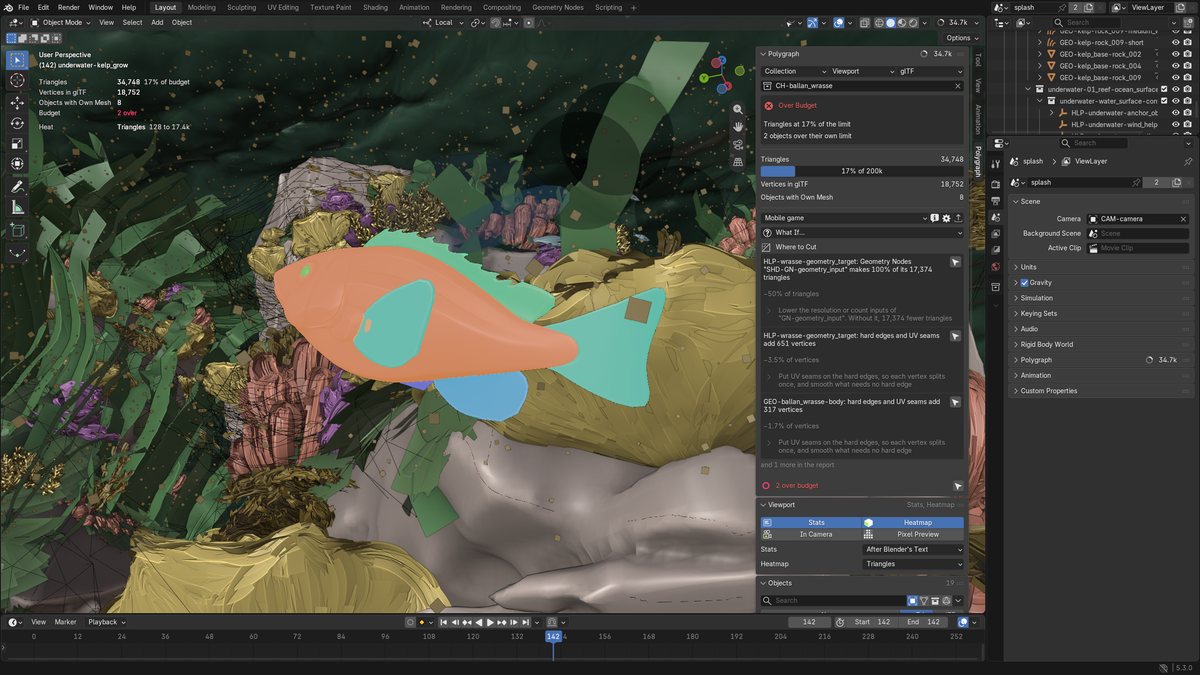 File Edit Render Window Help Layout Modeling Sculpting UV Editing Texture Paint Shading Animation Rendering Compositing Geometry Nodes Scripting +
splash 2 ViewLayer
Object Mode View Select Add Object Local 34.7k
Search
Options
User Perspective
(142) underwater-kelp_grow
Triangles 34,748 17% of budget
Vertices in glTF 18,752
Objects with Own Mesh 8
Budget 2 over
Heat Triangles 128 to 17.4k
Polygraph 34.7k
Collection Viewport glTF
CH-ballan_wrasse
Over Budget
Triangles at 17% of the limit
2 objects over their own limit
Triangles 34,748
17% of 200k
Vertices in glTF 18,752
Objects with Own Mesh 8
Mobile game
What If...
Where to Cut
HLP-wrasse-geometry_target: Geometry Nodes
"SHD-GN-geometry_input" makes 100% of its 17,374
triangles
~50% of triangles
Lower the resolution or count inputs of
"GN-geometry_input". Without it, 17,374 fewer triangles
HLP-wrasse-geometry_target: hard edges and UV seams
add 651 vertices
~3.5% of vertices
Put UV seams on the hard edges, so each vertex splits
once, and smooth what needs no hard edge
GEO-ballan_wrasse-body: hard edges and UV seams add
317 vertices
~1.7% of vertices
Put UV seams on the hard edges, so each vertex splits
once, and smooth what needs no hard edge
and 1 more in the report
2 over budget
Viewport Stats, Heatmap
Stats Heatmap
In Camera Pixel Preview
Stats After Blender's Text
Heatmap Triangles
Objects 19
Search
Tool
View
Animation
Polygraph
GEO-kelp-rock_009-short
GEO-kelp_base-rock_002
GEO-kelp_base-rock_004
GEO-kelp_base-rock_009
underwater-01_reef-ocean_surface
underwater-water_surface-con
HLP-underwater-anchor_ob
HLP-underwater-wind_help
Search
splash ViewLayer
splash 2
Scene
Camera CAM-camera
Background Scene Scene
Active Clip Movie Clip
Units
Gravity
Simulation
Keying Sets
Audio
Rigid Body World
Polygraph 34.7k
Animation
Custom Properties
View Marker Playback 142 Start 142 End 142
0 12 24 36 48 60 72 84 96 108 120 132 142 156 168 180 192 204 216 228 240 252
5.3.0